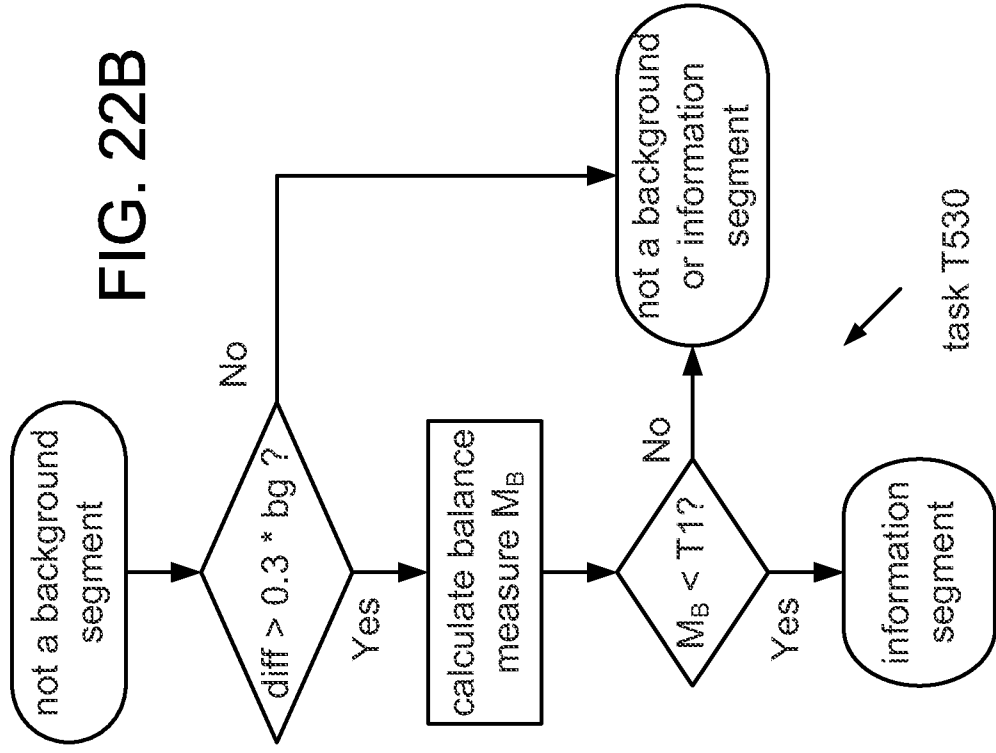 FIG. 22B
not a background
segment
diff > 0.3 * bg ?
No
Yes
calculate balance
measure M_B
M_B < T1?
No
Yes
not a background
or information
segment
information
segment
task T530